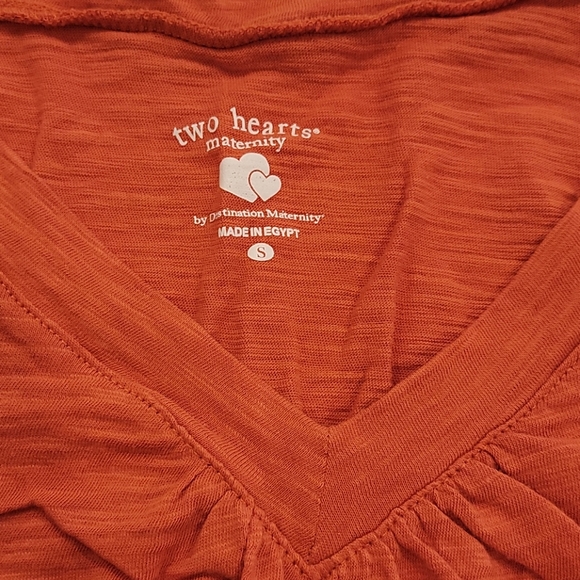 two hearts®
maternity
by Destination Maternity®
MADE IN EGYPT
S